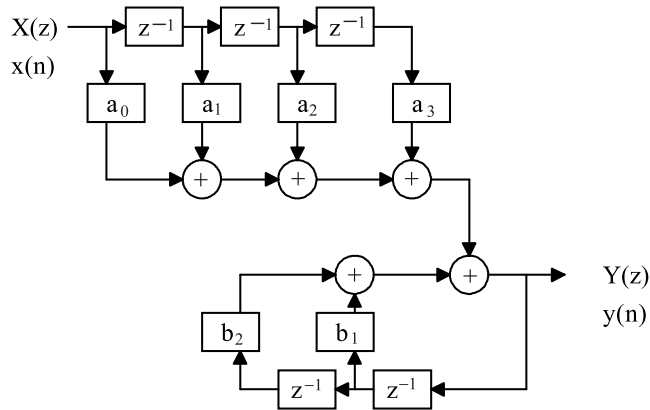 X(z) z⁻¹ z⁻¹ z⁻¹
x(n)
a₀ a₁ a₂ a₃
+ + +
+ + Y(z)
y(n)
b₂ b₁
z⁻¹ z⁻¹